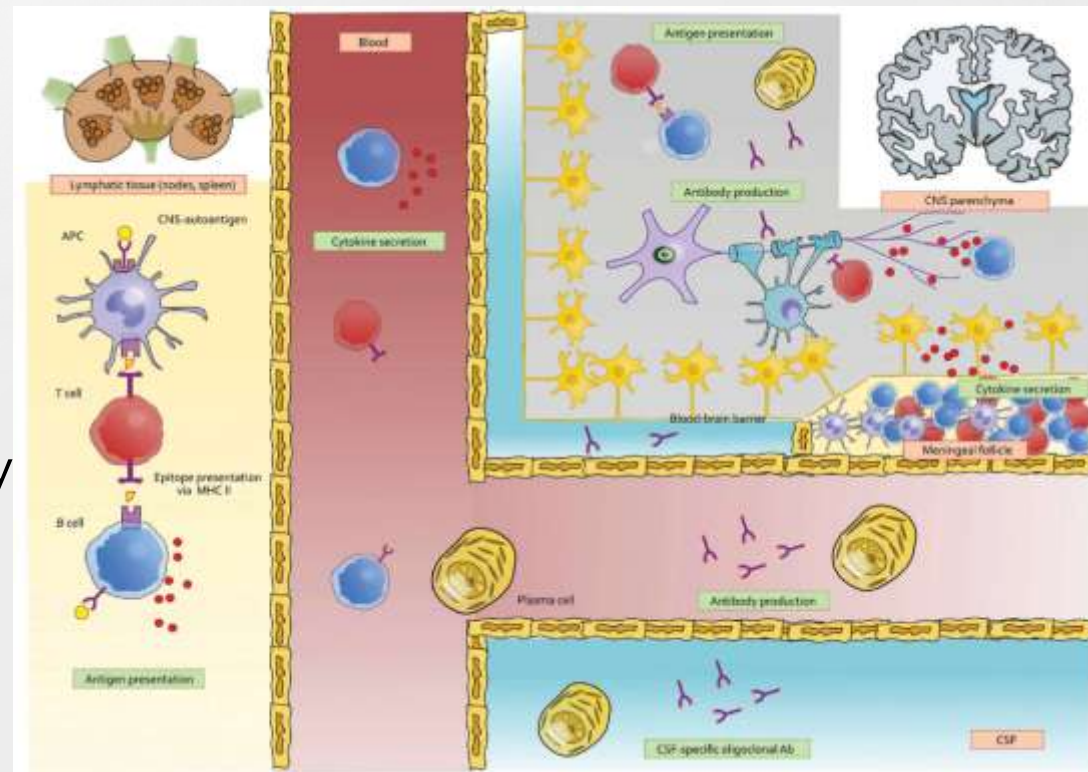 Lymphatic tissue (nodes, spleen)
CNS-autoantigen
APC
T cell
Epitope presentation
via MHC II
B cell
Antigen presentation
Blood
Cytokine secretion
Plasma cell
Antigen presentation
Antibody production
CNS parenchyma
Cytokine secretion
Blood-brain barrier
Meningeal follicle
Antibody production
CSF-specific oligoclonal Ab
CSF
y